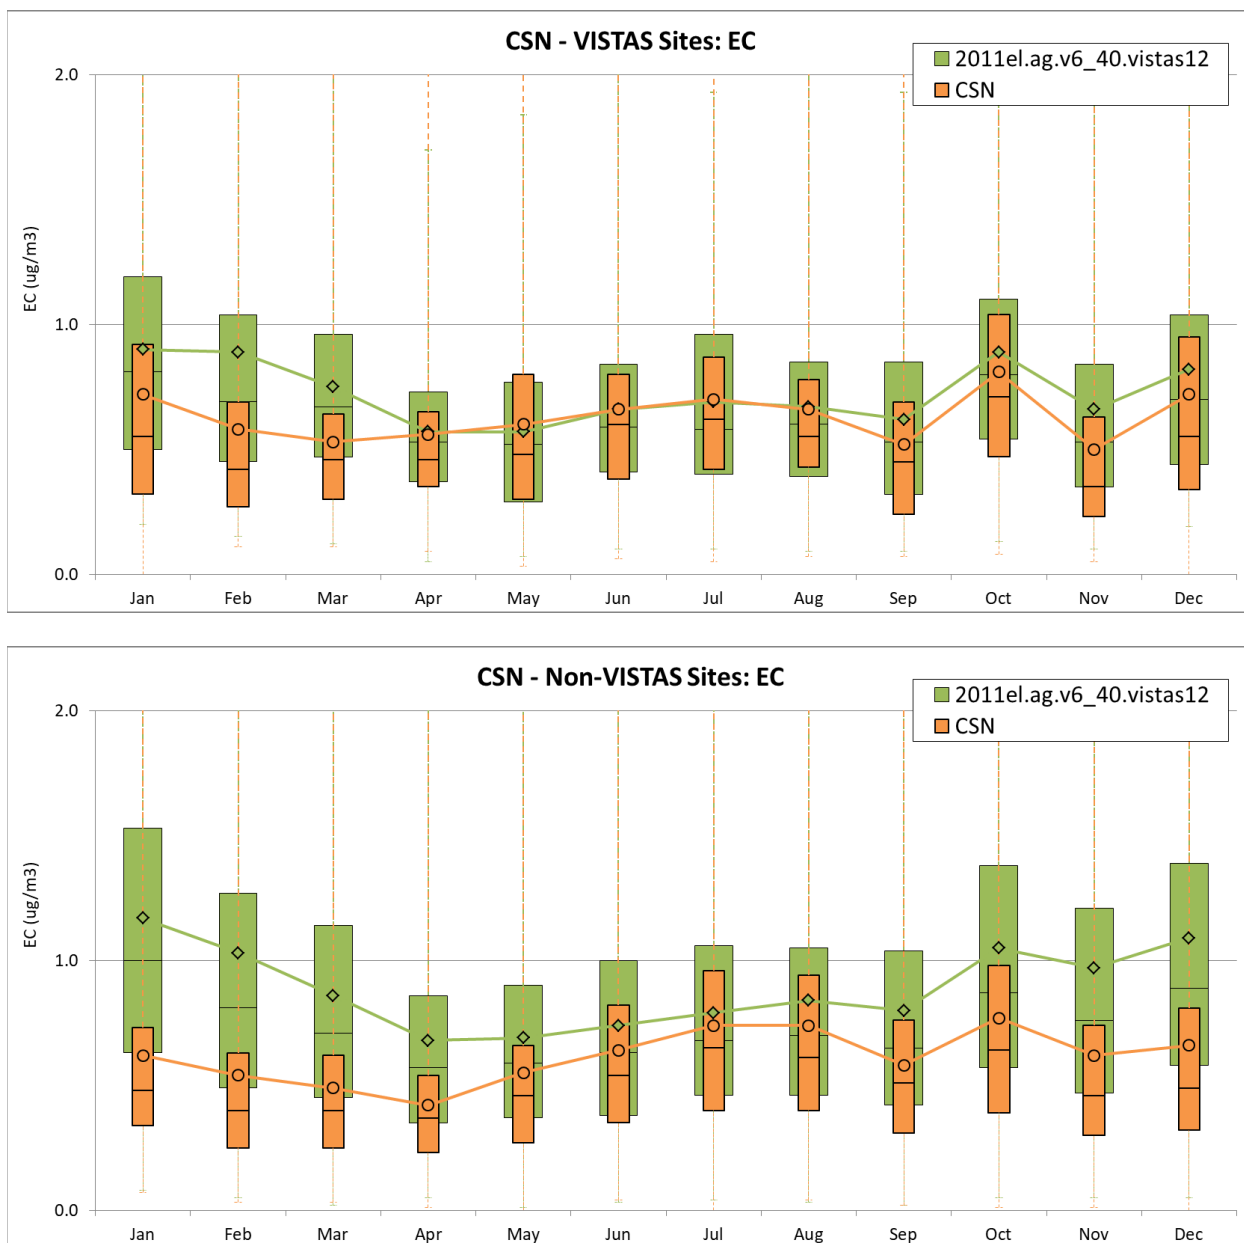 CSN - VISTAS Sites: EC
2011el.ag.v6_40.vistas12
CSN
EC (ug/m3)
2.0
1.0
0.0
Jan Feb Mar Apr May Jun Jul Aug Sep Oct Nov Dec
CSN - Non-VISTAS Sites: EC
2011el.ag.v6_40.vistas12
CSN
EC (ug/m3)
2.0
1.0
0.0
Jan Feb Mar Apr May Jun Jul Aug Sep Oct Nov Dec